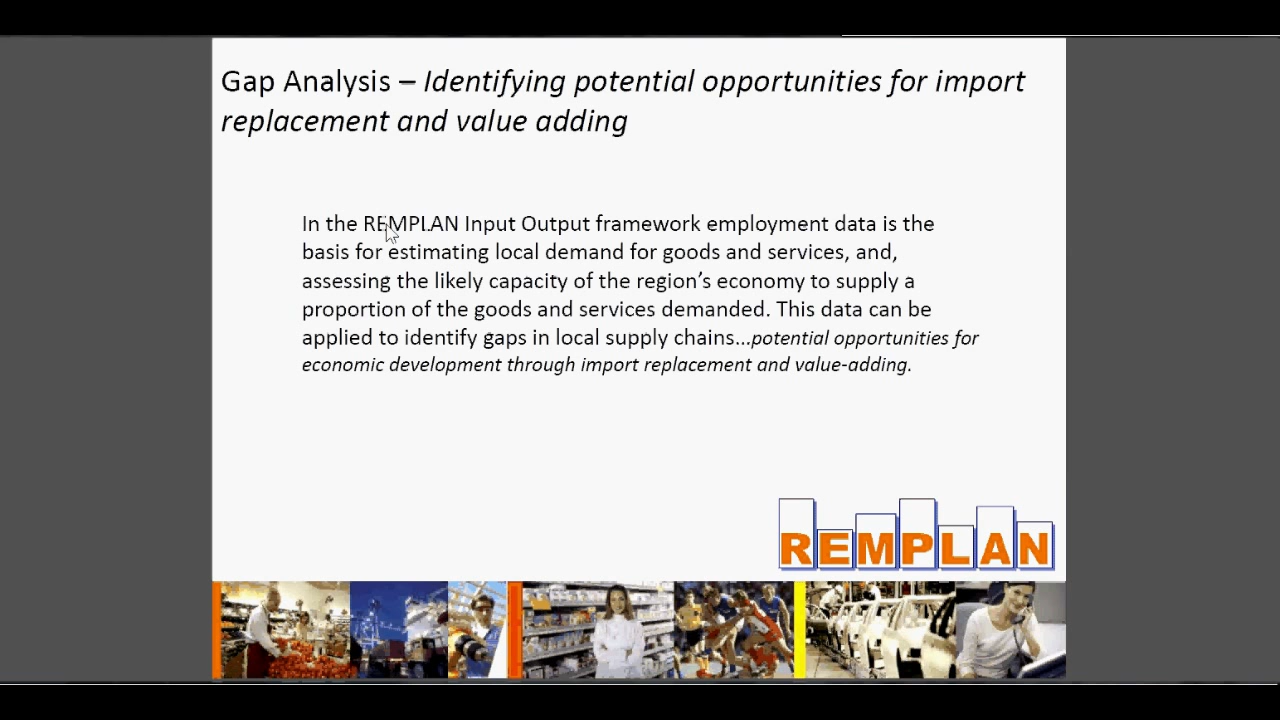 Gap Analysis – Identifying potential opportunities for import
replacement and value adding
In the REMPLAN Input Output framework employment data is the
basis for estimating local demand for goods and services, and,
assessing the likely capacity of the region’s economy to supply a
proportion of the goods and services demanded. This data can be
applied to identify gaps in local supply chains...potential opportunities for
economic development through import replacement and value-adding.
REMPLAN